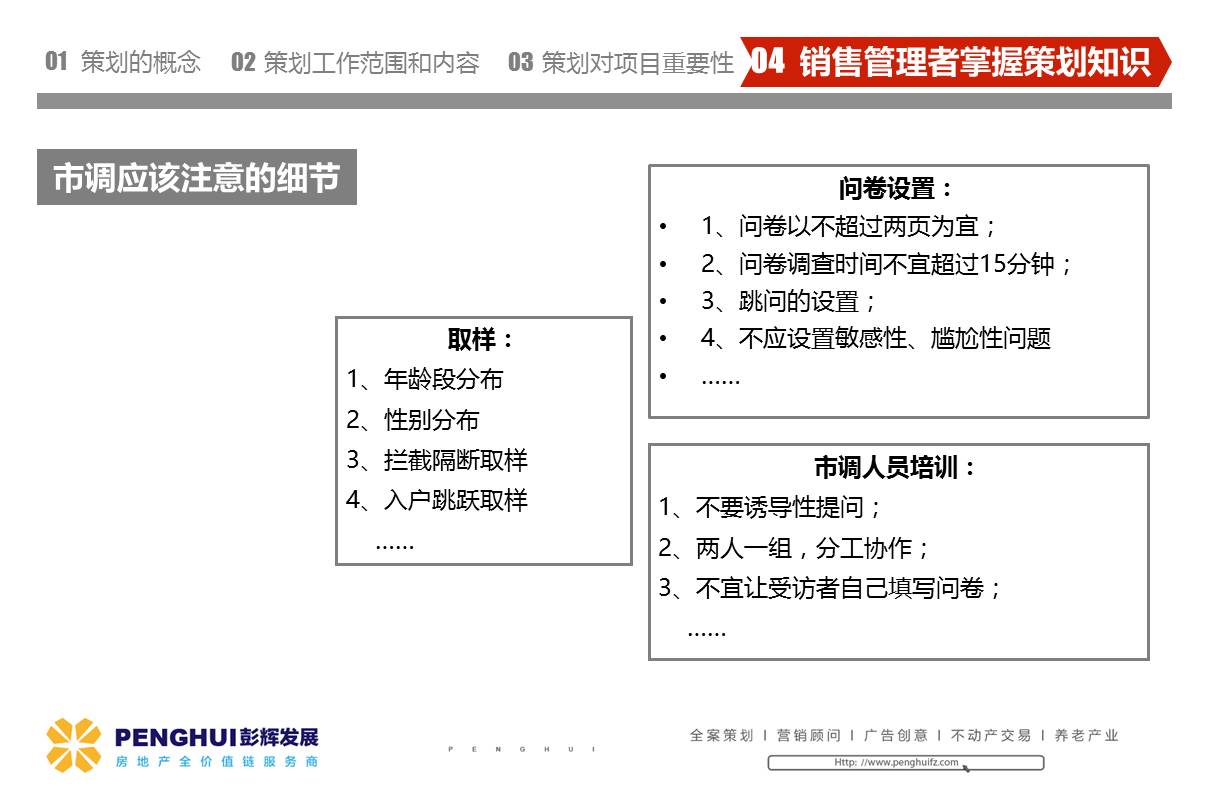 01 策划的概念 02 策划工作范围和内容 03 策划对项目重要性 04 销售管理者掌握策划知识
市调应该注意的细节
取样：
1、年龄段分布
2、性别分布
3、拦截隔断取样
4、入户跳跃取样
……
问卷设置：
• 1、问卷以不超过两页为宜；
• 2、问卷调查时间不宜超过15分钟；
• 3、跳问的设置；
• 4、不应设置敏感性、尴尬性问题
• ……
市调人员培训：
1、不要诱导性提问；
2、两人一组，分工协作；
3、不宜让受访者自己填写问卷；
……
PENGHUI彭辉发展
房地产全价值链服务商
PENGHUI
全案策划 I 营销顾问 I 广告创意 I 不动产交易 I 养老产业
Http: //www.penghuifz.com